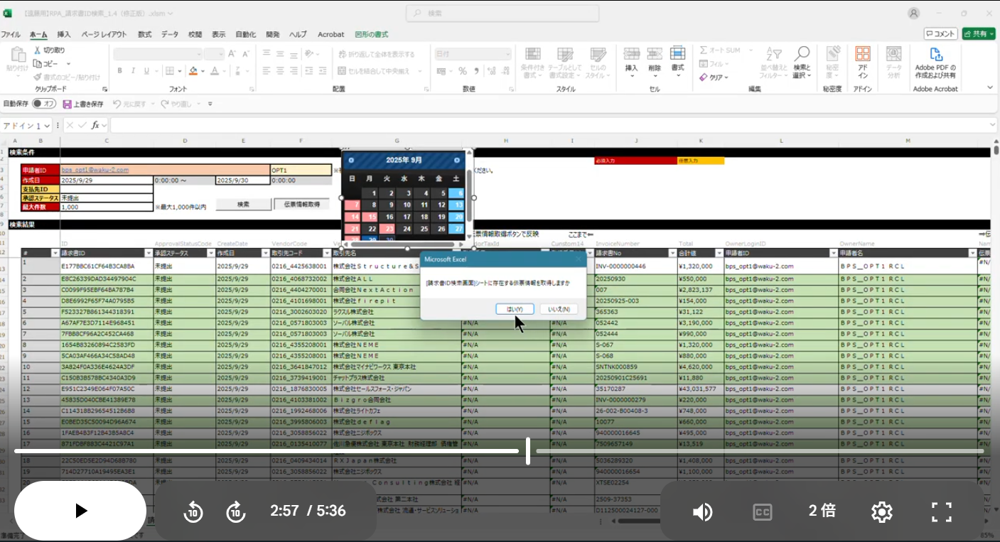 【遠藤用】RPA_請求書ID検索_1.4（修正版）.xlsm
検索
ファイル ホーム 挿入 ページ レイアウト 数式 データ 校閲 表示 自動化 開発 ヘルプ Acrobat 図形の書式 コメント 共有
貼り付け 切り取り コピー 書式のコピー/貼り付け
折り返して全体を表示する セルを結合して中央揃え
日付
条件付き書式 テーブルとして書式設定 セルのスタイル
挿入 削除 書式
オート SUM フィル クリア 並べ替えとフィルター 検索と選択
秘密度 アドイン データ分析 Adobe PDF の作成および共有
クリップボード フォント 配置 数値 スタイル セル 編集 秘密度 アドイン Adobe Acrobat
自動保存 オフ 上書き保存 元に戻す やり直し
アドイン 1 fx
A B C D E F G H I J K L M
検索条件
必須入力 任意入力
申請者ID bps_opt1@waku-2.com OPT1
ください。
作成日 2025/9/29 0:00:00 ～ 2025/9/30 0:00:00
支払先ID
承認ステータス 未提出
最大件数 1,000 ※最大1,000件以内 検索 伝票情報取得
2025年 9月
日 月 火 水 木 金 土
1 2 3 4 5 6
7 8 9 10 11 12 13
14 15 16 17 18 19 20
21 22 23 24 25 26 27
検索結果
票情報取得ボタンで反映 ここまで⇐
ID ApprovalStatusCode CreateDate VendorCode dorTaxId Cunstom14 InvoiceNumber Total OwnerLoginID OwnerName
# 請求書ID 承認ステータス 作成日 取引先コード 取引先名 請求書No 合計値 申請者ID 申請者名
1 E177BBC61CF64B3CA8BA 未提出 2025/9/29 0216_4425638001 株式会社Ｓｔｒｕｃｔｕｒｅ＆Ｓ INV-0000000446 ¥1,320,000 bps_opt1@waku-2.com ＢＰＳ＿ＯＰＴ１ ＲＣＬ #N/
2 E8C26339DAD34497904C 未提出 2025/9/29 0216_4068732002 株式会社ＡＬＬ 20250930 ¥550,000 bps_opt1@waku-2.com ＢＰＳ＿ＯＰＴ１ ＲＣＬ #N/
3 C0099F95EBF64BA787B4 未提出 2025/9/29 0216_4404270001 合同会社ＮｅｘｔＡｃｔｉｏｎ 007 ¥2,823,137 bps_opt1@waku-2.com ＢＰＳ＿ＯＰＴ１ ＲＣＬ #N/
4 D8E6992F65F74A0795B5 未提出 2025/9/29 0216_4101698001 株式会社ｆｉｒｅｐｉｔ 20250925-003 ¥154,000 bps_opt1@waku-2.com ＢＰＳ＿ＯＰＴ１ ＲＣＬ #N/
5 F523327B861344318391 未提出 2025/9/29 0216_3002603020 ラクスル株式会社 365363 ¥31,122 bps_opt1@waku-2.com ＢＰＳ＿ＯＰＴ１ ＲＣＬ #N/
6 A67AF7E3D7114E968451 未提出 2025/9/29 0216_0571803003 ソーバル株式会社 #N/A #N/A 052442 ¥3,190,000 bps_opt1@waku-2.com ＢＰＳ＿ＯＰＴ１ ＲＣＬ #N/
7 7FBB8CF96A2C452CA468 未提出 2025/9/29 0216_0571803003 ソーバル株式会社 #N/A #N/A 052444 ¥990,000 bps_opt1@waku-2.com ＢＰＳ＿ＯＰＴ１ ＲＣＬ #N/
8 1654B83260894C2583FD 未提出 2025/9/29 0216_4355208001 株式会社ＮＥＭＥ #N/A #N/A S-067 ¥1,320,000 bps_opt1@waku-2.com ＢＰＳ＿ＯＰＴ１ ＲＣＬ #N/
9 5CA03AF466A34C58AD48 未提出 2025/9/29 0216_4355208001 株式会社ＮＥＭＥ #N/A #N/A S-068 ¥880,000 bps_opt1@waku-2.com ＢＰＳ＿ＯＰＴ１ ＲＣＬ #N/
10 3A824F0A336E4624A3DF 未提出 2025/9/29 0216_3641847012 株式会社マイナビワークス 東京本社 #N/A #N/A SNTNK000859 ¥4,620,000 bps_opt1@waku-2.com ＢＰＳ＿ＯＰＴ１ ＲＣＬ #N/
11 C150B3B578BC4340A3D9 未提出 2025/9/29 0216_3739419001 チャットプラス株式会社 #N/A #N/A 20250901C25691 ¥11,880 bps_opt1@waku-2.com ＢＰＳ＿ＯＰＴ１ ＲＣＬ #N/
12 E951C2349E064F07A50C 未提出 2025/9/29 0216_1876830005 株式会社セールスフォース・ジャパン #N/A #N/A 35170287 ¥43,031,577 bps_opt1@waku-2.com ＢＰＳ＿ＯＰＴ１ ＲＣＬ #N/
13 45835D040CBE41389E78 未提出 2025/9/29 0216_4103381002 Ｂｉｚｇｒｏ合同会社 #N/A #N/A INV-0000000279 ¥220,000 bps_opt1@waku-2.com ＢＰＳ＿ＯＰＴ１ ＲＣＬ #N/
14 C114318B29654512B6B8 未提出 2025/9/29 0216_1992468006 株式会社ライトカフェ #N/A #N/A 26-002-B00408-3 ¥748,000 bps_opt1@waku-2.com ＢＰＳ＿ＯＰＴ１ ＲＣＬ #N/
15 E0BED35C50094D96A674 未提出 2025/9/29 0216_3995806003 株式会社ｄｅｆｌａｇ #N/A #N/A 10077 ¥660,000 bps_opt1@waku-2.com ＢＰＳ＿ＯＰＴ１ ＲＣＬ #N/
16 1FAEB4B3F12B43B5A8C4 未提出 2025/9/29 0216_3058856022 株式会社ニジボックス #N/A #N/A 940000016645 ¥495,000 bps_opt1@waku-2.com ＢＰＳ＿ＯＰＴ１ ＲＣＬ #N/
17 871FD8F883C4421C97A1 未提出 2025/9/29 0216_0135410077 佐川急便株式会社 東京本社 財務経理部 債権管 #N/A #N/A 7509657149 ¥13,519 bps_opt1@waku-2.com ＢＰＳ＿ＯＰＴ１ ＲＣＬ #N/
18 22C50ED5E2D94D68B780 未提出 2025/9/29 0216_0409434014 ＲＸＪａｐａｎ株式会社 #N/A #N/A 5036289320 ¥1,408,000 bps_opt1@waku-2.com ＢＰＳ＿ＯＰＴ１ ＲＣＬ #N/
19 714D27710A19495EA3E1 未提出 2025/9/29 0216_3058856022 株式会社ニジボックス #N/A #N/A 940000016654 ¥1,100,000 bps_opt1@waku-2.com ＢＰＳ＿ＯＰＴ１ ＲＣＬ #N/
20 Ｃｏｎｓｕｌｔｉｎｇ株式会社 #N/A #N/A XTSE02254
式会社 第二本社 #N/A #N/A 2509-37353
株式会社 流通・サービスソリューショ #N/A #N/A D112500024127-000
Microsoft Excel
[請求書ID検索画面]シートに存在する伝票情報を取得しますか
はい(Y) いいえ(N)
10 10 2:57 / 5:36 CC 2 倍
85%